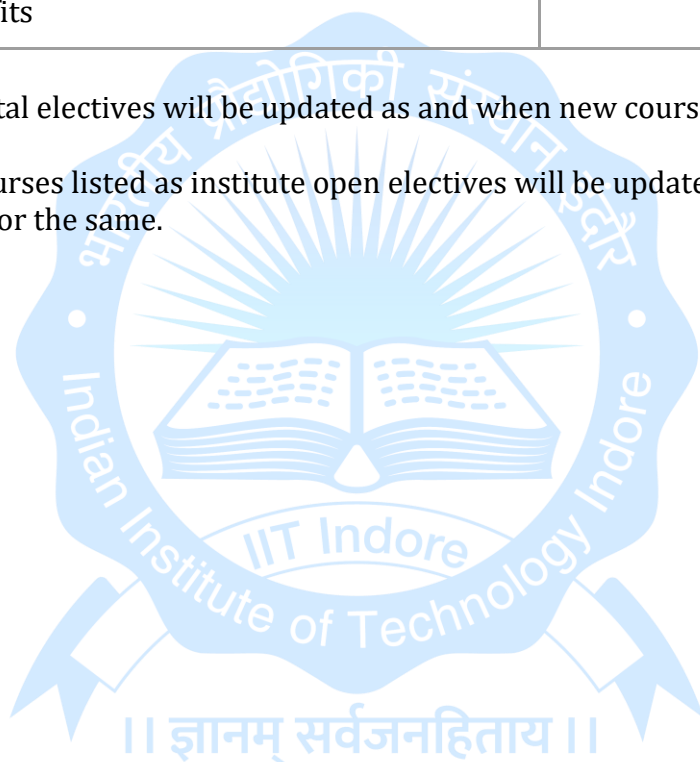 fits
tal electives will be updated as and when new cours
urses listed as institute open electives will be update
or the same.
भारतीय प्रौद्योगिकी संस्थान इंदौर
Indian Institute of Technology Indore
IIT Indore
।। ज्ञानम् सर्वजनहिताय ।।